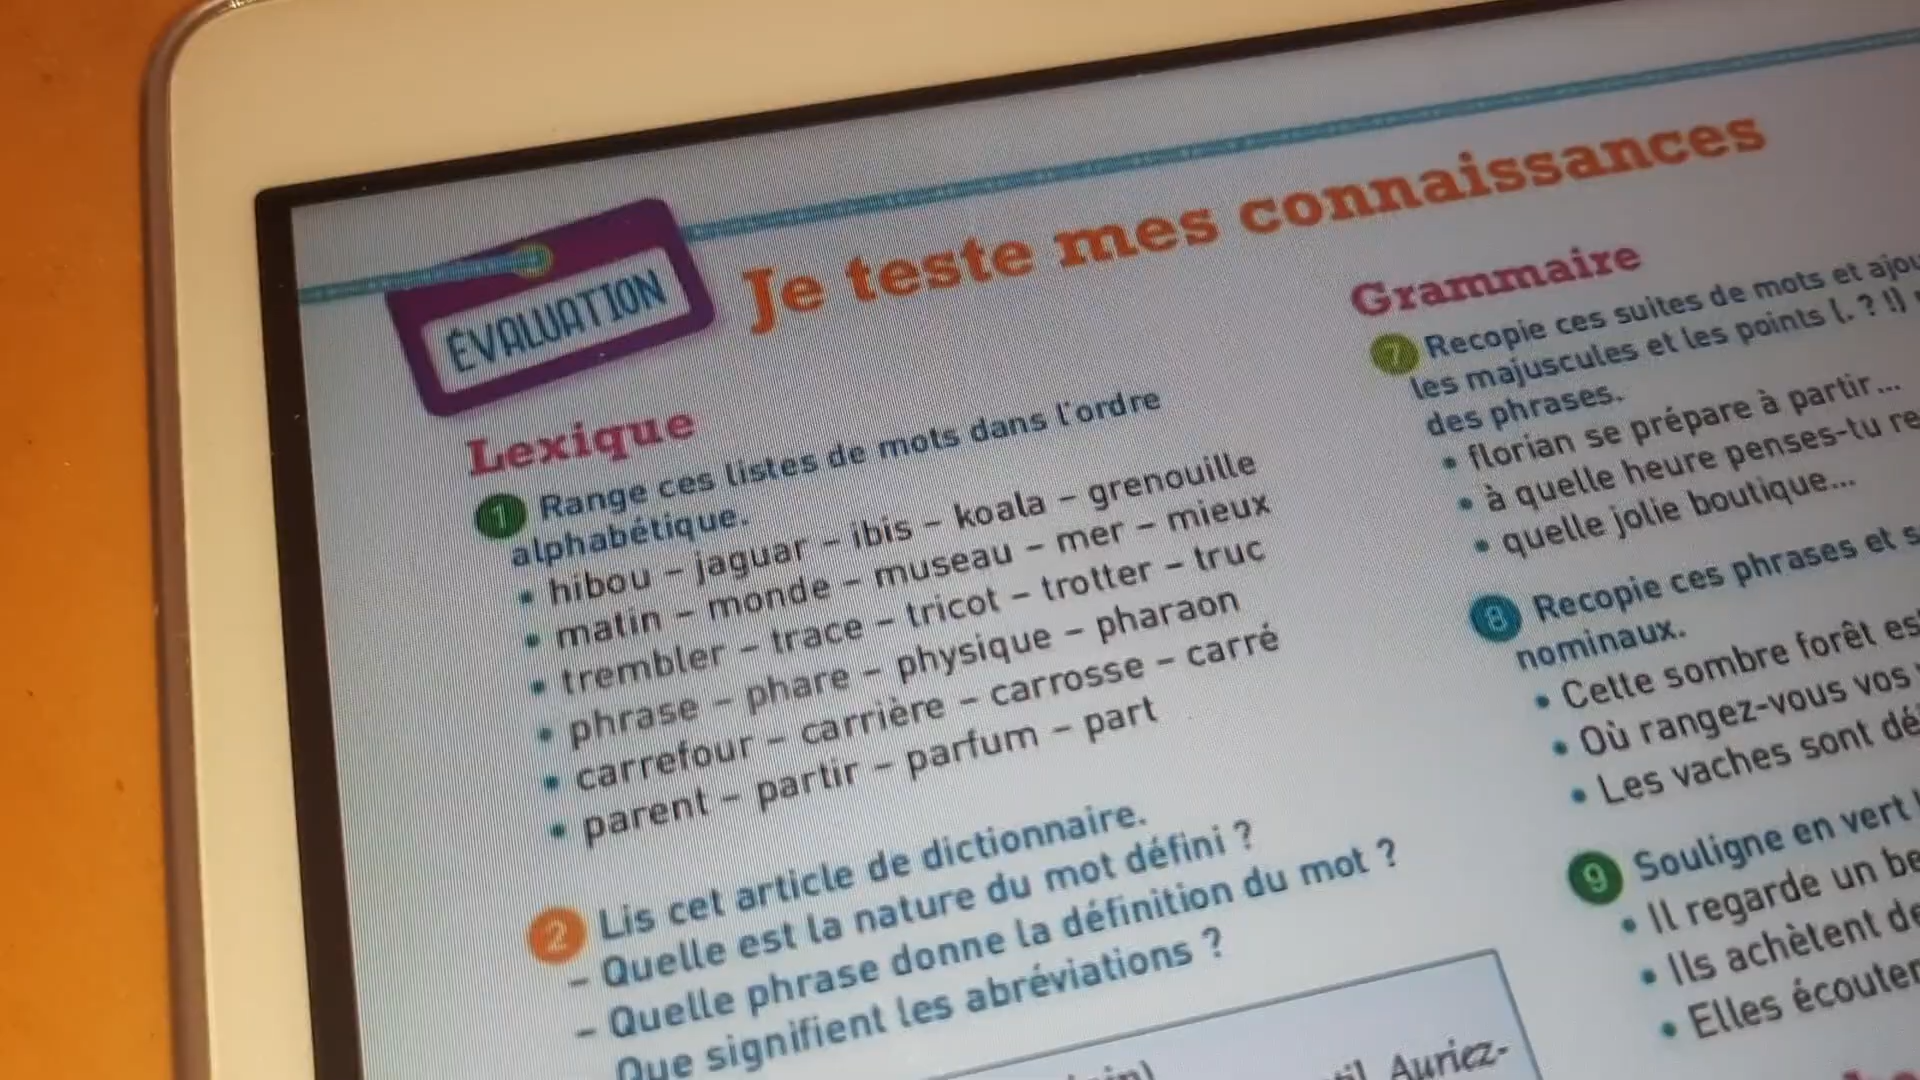 ÉVALUATION
Je teste mes connaissances
Lexique
1 Range ces listes de mots dans l'ordre
alphabétique.
• hibou – jaguar – ibis – koala – grenouille
• matin – monde – museau – mer – mieux
• trembler – trace – tricot – trotter – truc
• phrase – phare – physique – pharaon
• carrefour – carrière – carrosse – carré
• parent – partir – parfum – part
2 Lis cet article de dictionnaire.
– Quelle est la nature du mot défini ?
– Quelle phrase donne la définition du mot ?
Que signifient les abréviations ?
Auriez-
Grammaire
7 Recopie ces suites de mots et ajou
les majuscules et les points (. ? !)
des phrases.
• florian se prépare à partir...
• à quelle heure penses-tu re
• quelle jolie boutique...
8 Recopie ces phrases et s
nominaux.
• Cette sombre forêt es
• Où rangez-vous vos
• Les vaches sont dé
9 Souligne en vert
• Il regarde un be
• Ils achètent de
• Elles écouter